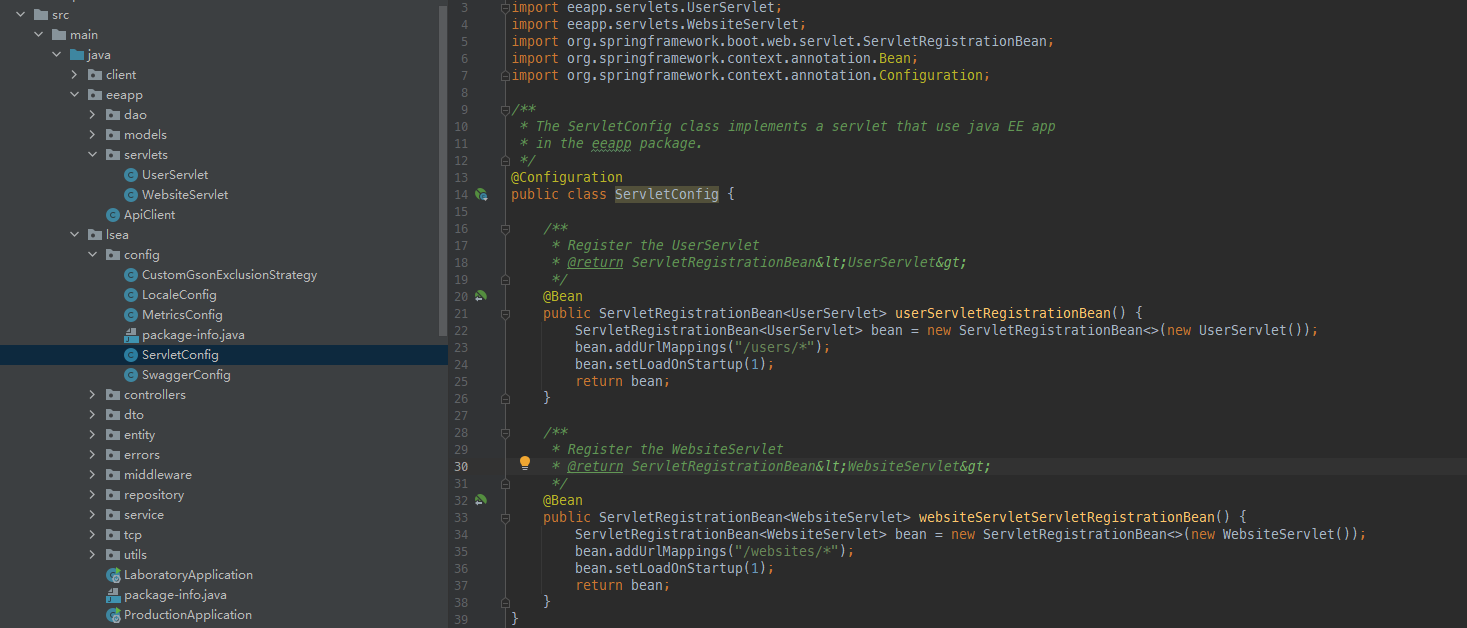 src
main
java
client
eeapp
dao
models
servlets
UserServlet
WebsiteServlet
ApiClient
lsea
config
CustomGsonExclusionStrategy
LocaleConfig
MetricsConfig
package-info.java
ServletConfig
SwaggerConfig
controllers
dto
entity
errors
middleware
repository
service
tcp
utils
LaboratoryApplication
package-info.java
ProductionApplication
3 import eeapp.servlets.UserServlet;
4 import eeapp.servlets.WebsiteServlet;
5 import org.springframework.boot.web.servlet.ServletRegistrationBean;
6 import org.springframework.context.annotation.Bean;
7 import org.springframework.context.annotation.Configuration;
8
9 /**
10 * The ServletConfig class implements a servlet that use java EE app
11 * in the eeapp package.
12 */
13 @Configuration
14 public class ServletConfig {
15
16 /**
17 * Register the UserServlet
18 * @return ServletRegistrationBean&lt;UserServlet&gt;
19 */
20 @Bean
21 public ServletRegistrationBean<UserServlet> userServletRegistrationBean() {
22 ServletRegistrationBean<UserServlet> bean = new ServletRegistrationBean<>(new UserServlet());
23 bean.addUrlMappings("/users/*");
24 bean.setLoadOnStartup(1);
25 return bean;
26 }
27
28 /**
29 * Register the WebsiteServlet
30 * @return ServletRegistrationBean&lt;WebsiteServlet&gt;
31 */
32 @Bean
33 public ServletRegistrationBean<WebsiteServlet> websiteServletServletRegistrationBean() {
34 ServletRegistrationBean<WebsiteServlet> bean = new ServletRegistrationBean<>(new WebsiteServlet());
35 bean.addUrlMappings("/websites/*");
36 bean.setLoadOnStartup(1);
37 return bean;
38 }
39 }